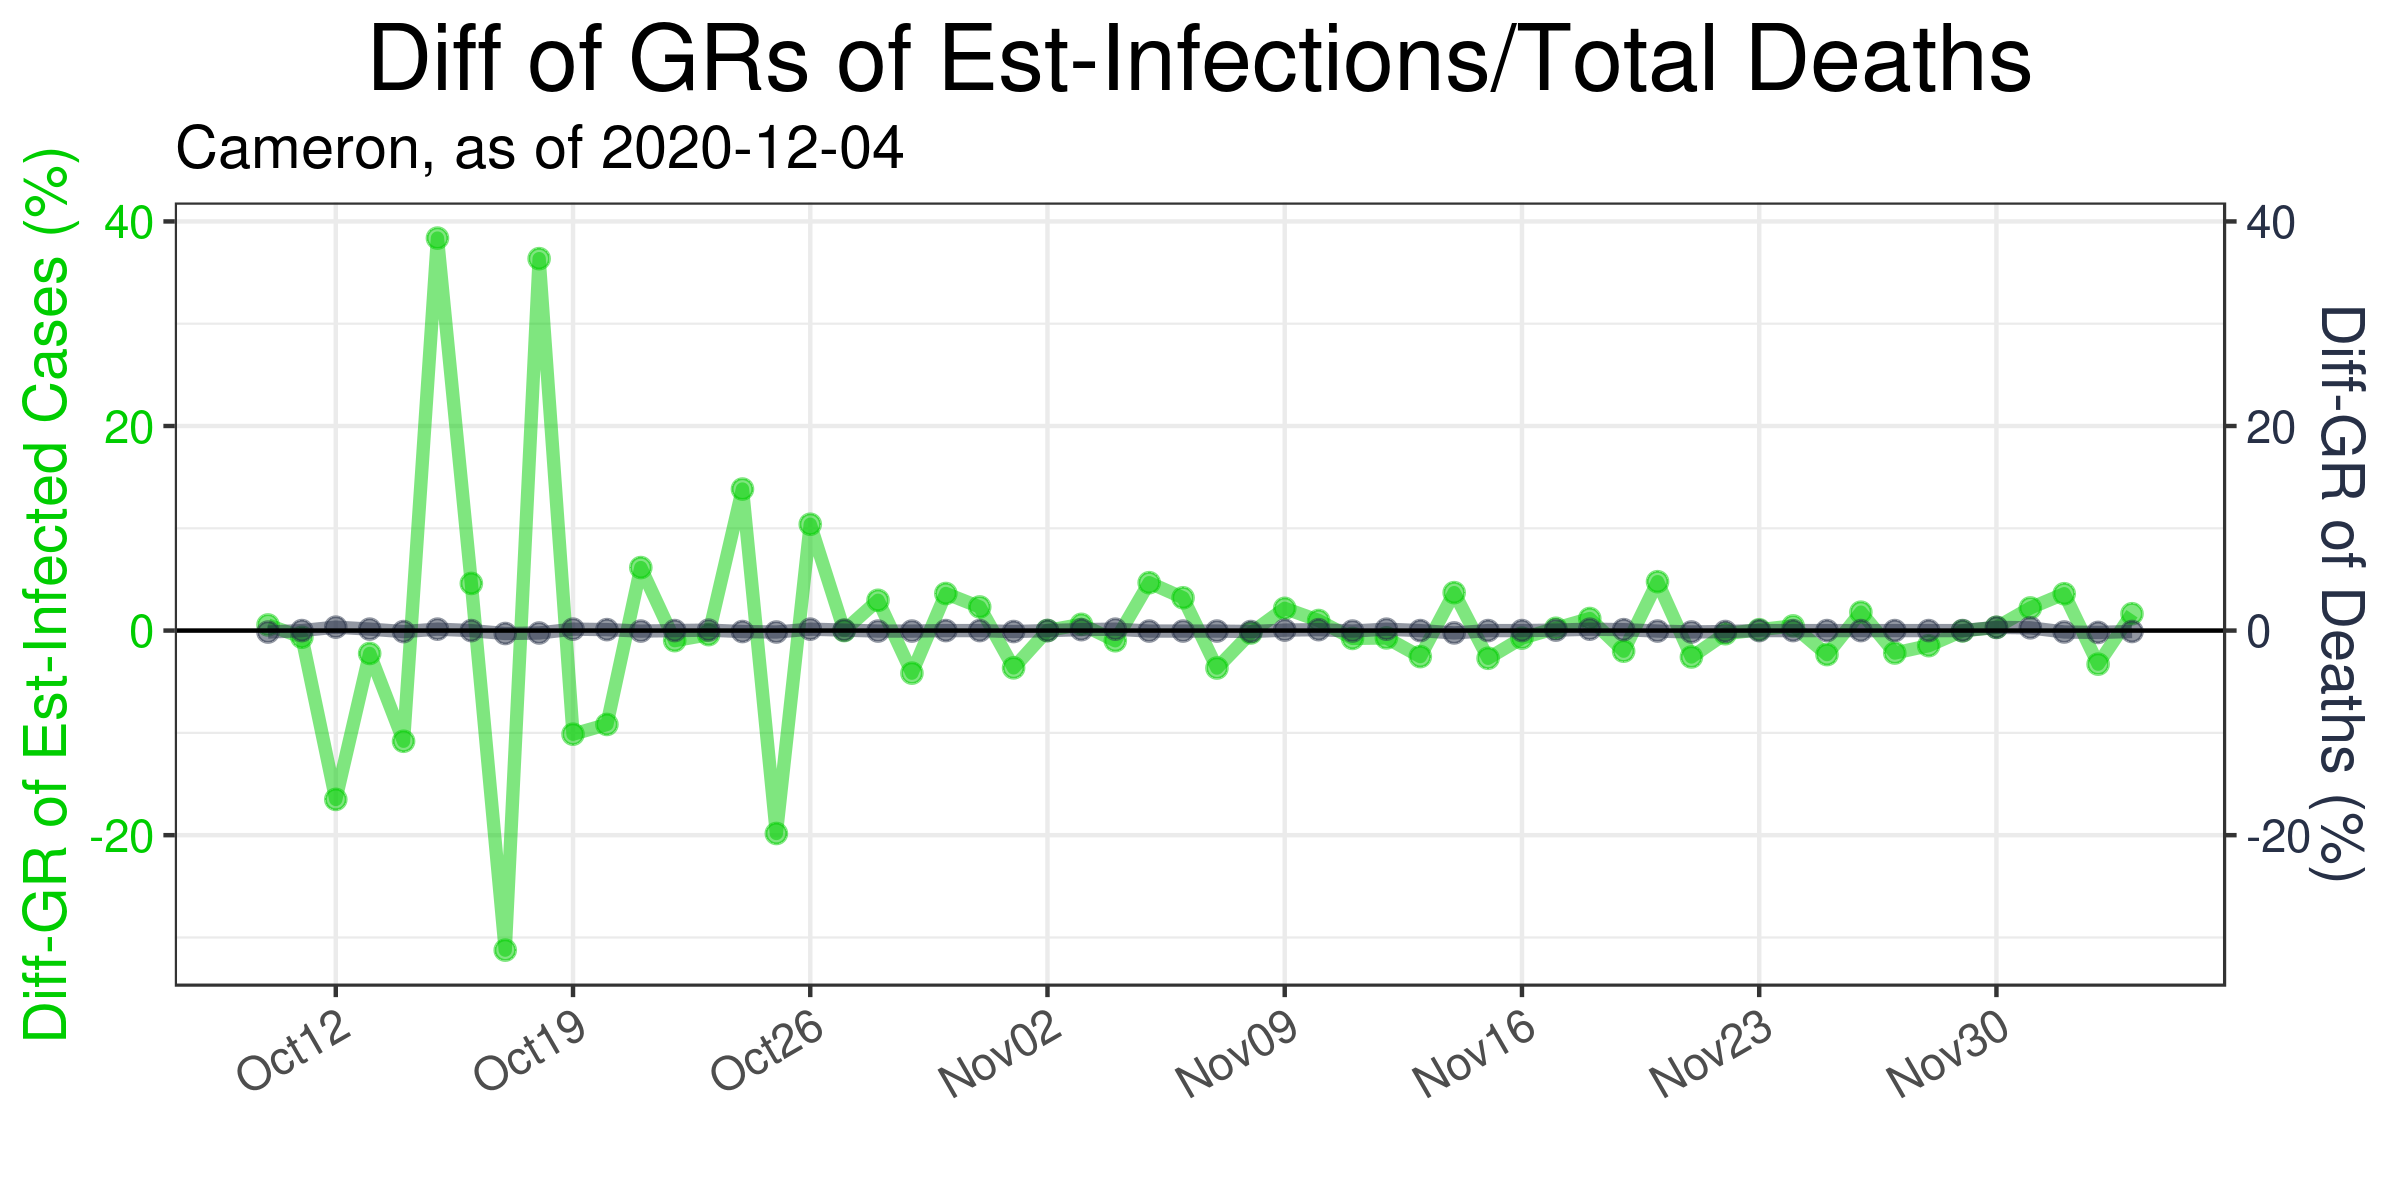 Diff of GRs of Est-Infections/Total Deaths
Cameron, as of 2020-12-04
Diff-GR of Est-Infected Cases (%)
40
20
0
-20
40
20
0
-20
Diff-GR of Deaths (%)
Oct12
Oct19
Oct26
Nov02
Nov09
Nov16
Nov23
Nov30